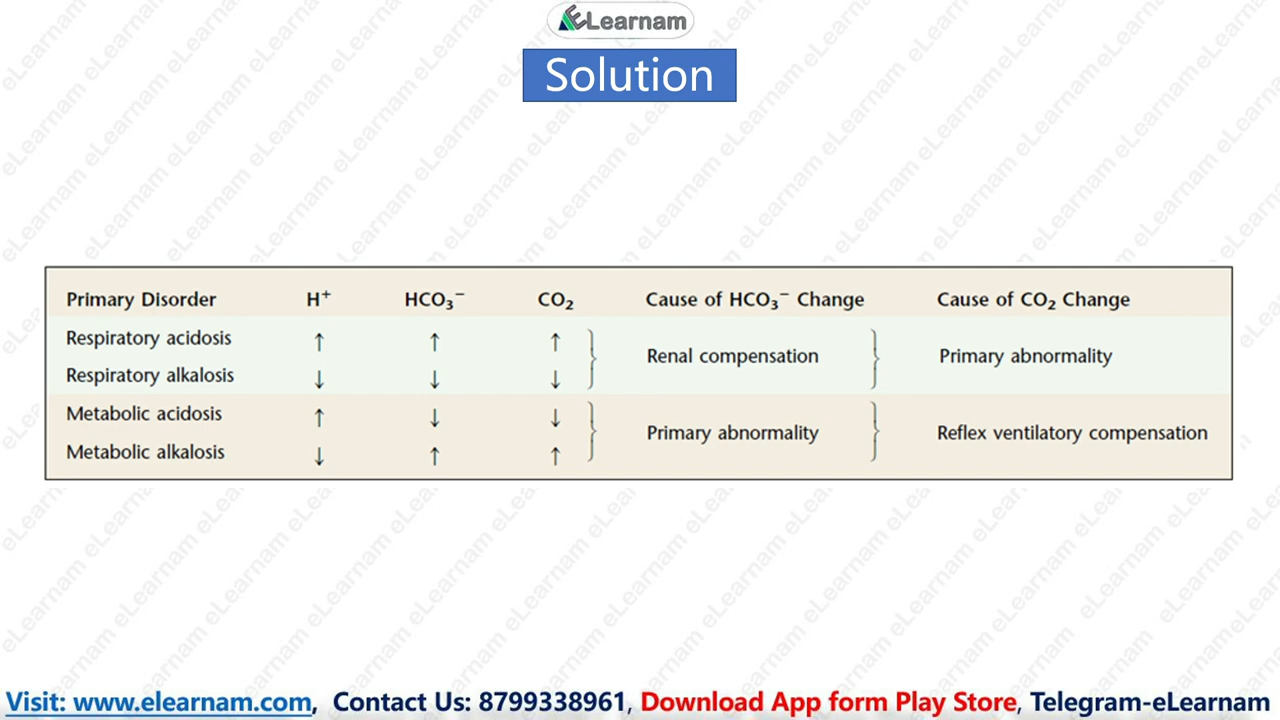 ELearnam
Solution
Primary Disorder H⁺ HCO₃⁻ CO₂ Cause of HCO₃⁻ Change Cause of CO₂ Change
Respiratory acidosis ↑ ↑ ↑
Renal compensation Primary abnormality
Respiratory alkalosis ↓ ↓ ↓
Metabolic acidosis ↑ ↓ ↓
Primary abnormality Reflex ventilatory compensation
Metabolic alkalosis ↓ ↑ ↑
Visit: www.elearnam.com, Contact Us: 8799338961, Download App form Play Store, Telegram-eLearnam